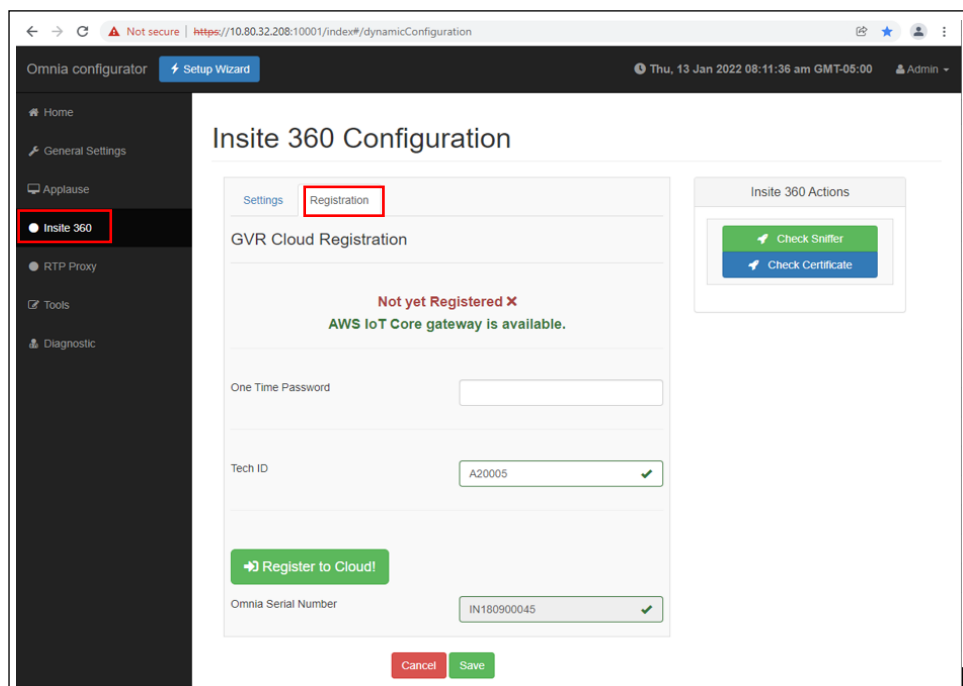 Not secure | https://10.80.32.208:10001/index#/dynamicConfiguration
Omnia configurator Setup Wizard Thu, 13 Jan 2022 08:11:36 am GMT-05:00 Admin
Home
General Settings
Applause
Insite 360
RTP Proxy
Tools
Diagnostic
Insite 360 Configuration
Settings Registration
GVR Cloud Registration
Not yet Registered ✕
AWS IoT Core gateway is available.
One Time Password
Tech ID A20005
Register to Cloud!
Omnia Serial Number IN180900045
Cancel Save
Insite 360 Actions
Check Sniffer
Check Certificate